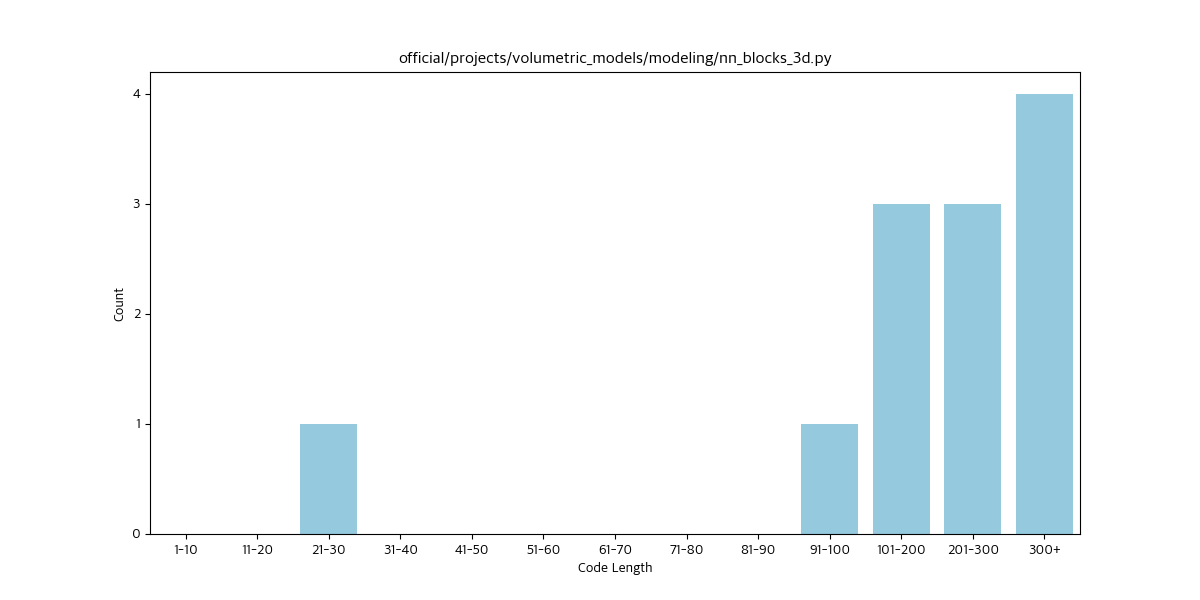 official/projects/volumetric_models/modeling/nn_blocks_3d.py
4
3
2
1
0
Count
1-10 11-20 21-30 31-40 41-50 51-60 61-70 71-80 81-90 91-100 101-200 201-300 300+
Code Length